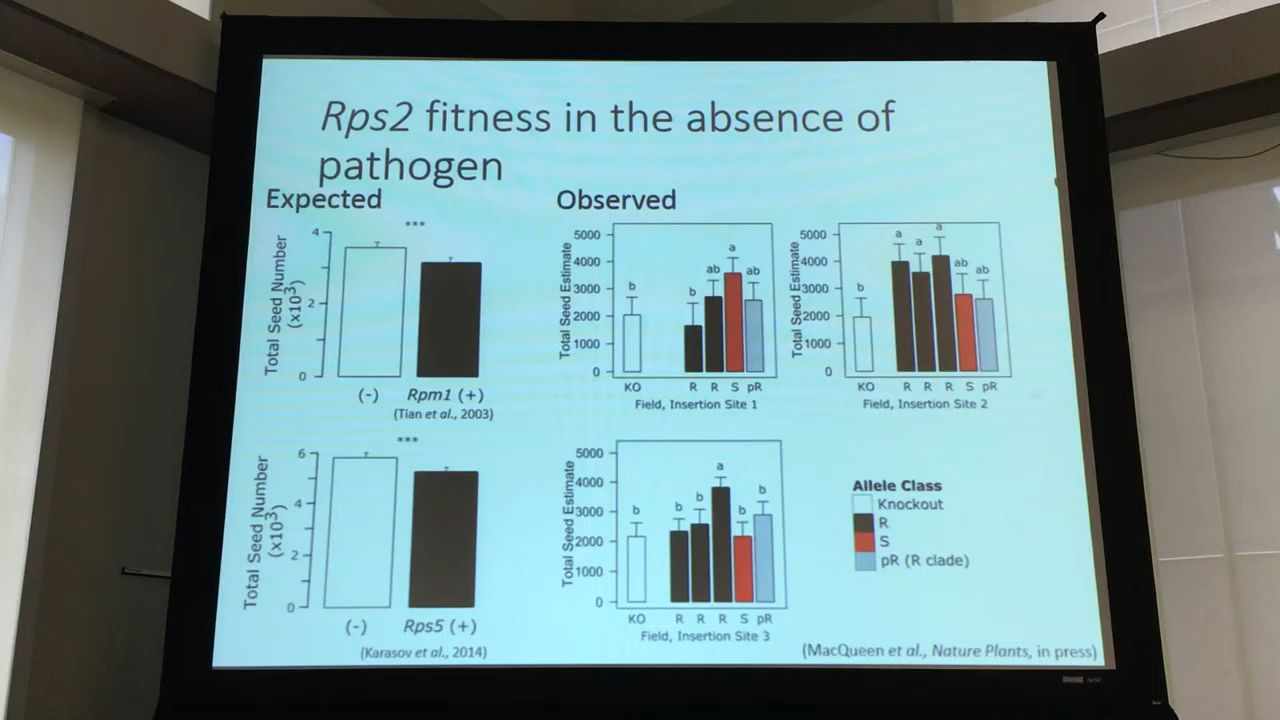 Rps2 fitness in the absence of
pathogen
Expected
Observed
***
4
2
0
Total Seed Number
(x10³)
(-)
Rpm1 (+)
(Tian et al., 2003)
***
6
4
2
0
Total Seed Number
(x10³)
(-)
Rps5 (+)
(Karasov et al., 2014)
5000
4000
3000
2000
1000
0
Total Seed Estimate
b
b
ab
a
ab
KO
R
R
S
pR
Field, Insertion Site 1
5000
4000
3000
2000
1000
0
Total Seed Estimate
b
a
a
a
ab
ab
KO
R
R
R
S
pR
Field, Insertion Site 2
5000
4000
3000
2000
1000
0
Total Seed Estimate
b
b
b
a
b
b
KO
R
R
R
S
pR
Field, Insertion Site 3
Allele Class
Knockout
R
S
pR (R clade)
(MacQueen et al., Nature Plants, in press)